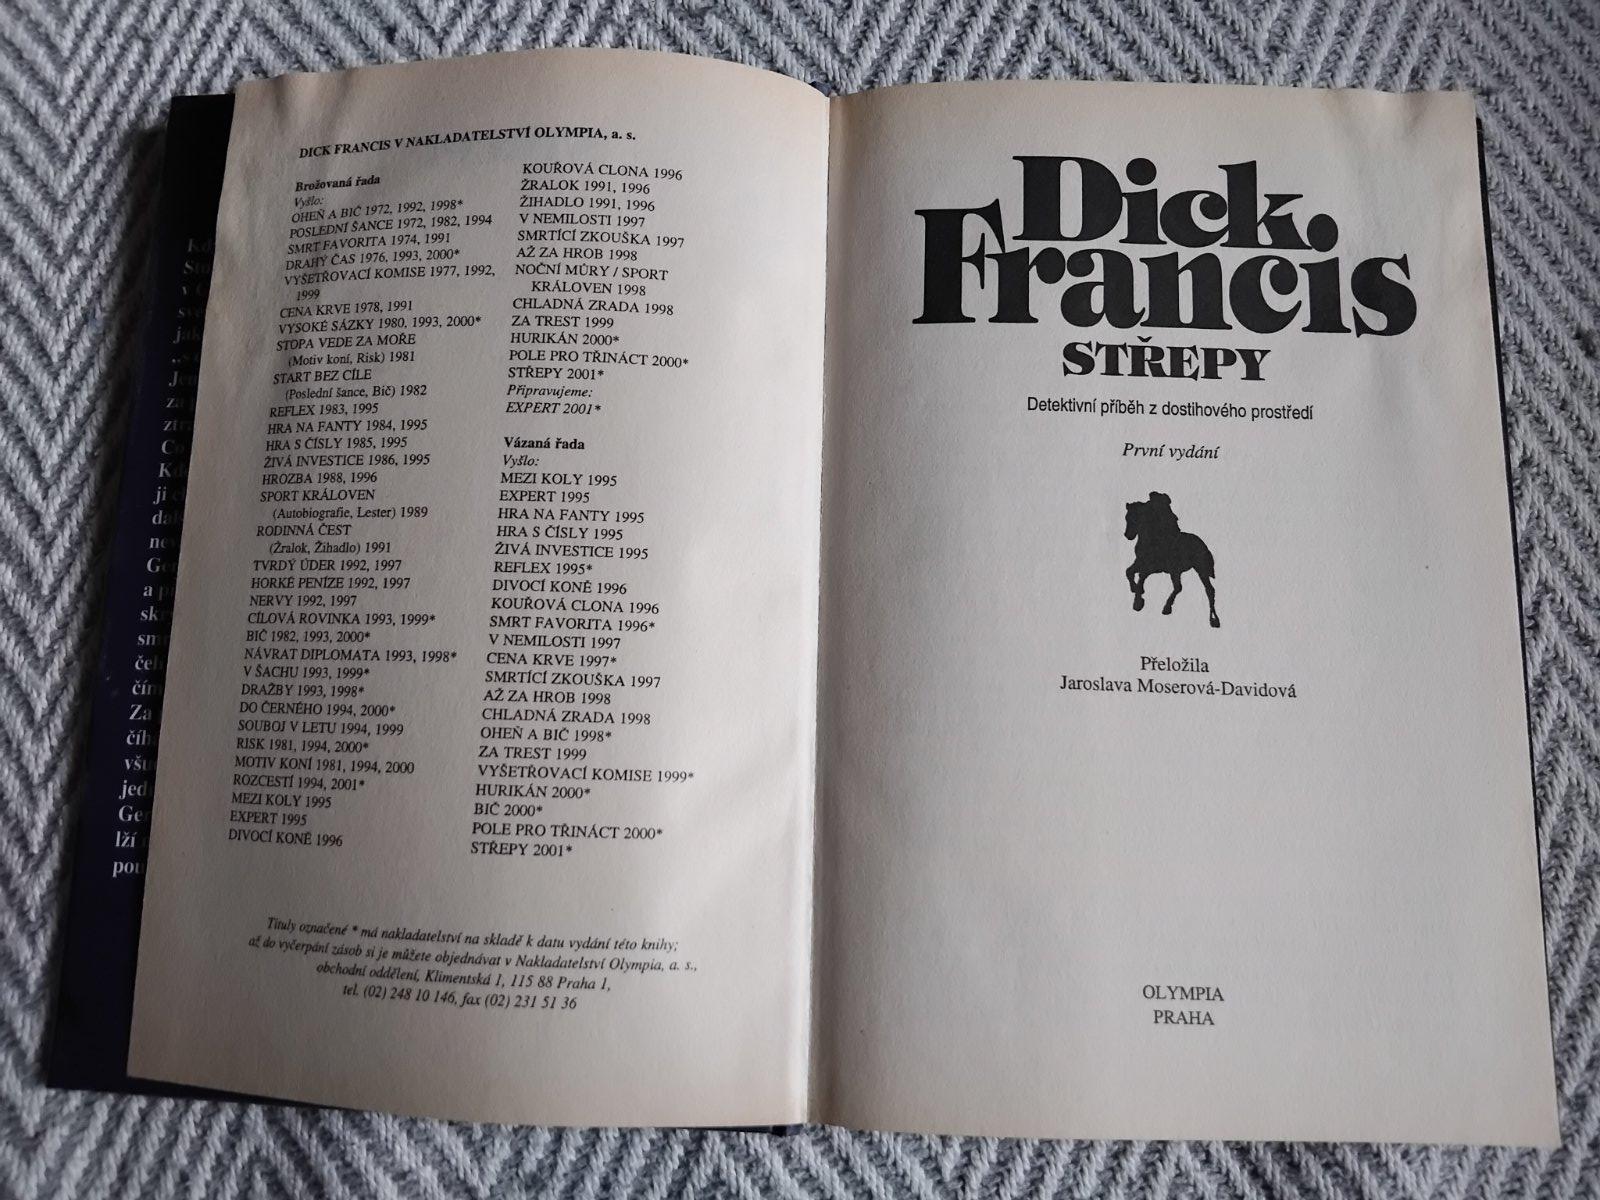 DICK FRANCIS V NAKLADATELSTVÍ OLYMPIA, a. s.
Brožovaná řada
Vyšlo:
OHEŇ A BIČ 1972, 1992, 1998*
POSLEDNÍ ŠANCE 1972, 1982, 1994
SMRT FAVORITA 1974, 1991
DRAHÝ ČAS 1976, 1993, 2000*
VYŠETŘOVACÍ KOMISE 1977, 1992,
1999
CENA KRVE 1978, 1991
VYSOKÉ SÁZKY 1980, 1993, 2000*
STOPA VEDE ZA MOŘE
(Motiv koní, Risk) 1981
START BEZ CÍLE
(Poslední šance, Bič) 1982
REFLEX 1983, 1995
HRA NA FANTY 1984, 1995
HRA S ČÍSLY 1985, 1995
ŽIVÁ INVESTICE 1986, 1995
HROZBA 1988, 1996
SPORT KRÁLOVEN
(Autobiografie, Lester) 1989
RODINNÁ ČEST
(Žralok, Žihadlo) 1991
TVRDÝ ÚDER 1992, 1997
HORKÉ PENÍZE 1992, 1997
NERVY 1992, 1997
CÍLOVÁ ROVINKA 1993, 1999*
BIČ 1982, 1993, 2000*
NÁVRAT DIPLOMATA 1993, 1998*
V ŠACHU 1993, 1999*
DRAŽBY 1993, 1998*
DO ČERNÉHO 1994, 2000*
SOUBOJ V LETU 1994, 1999
RISK 1981, 1994, 2000*
MOTIV KONÍ 1981, 1994, 2000
ROZCESTÍ 1994, 2001*
MEZI KOLY 1995
EXPERT 1995
DIVOCÍ KONĚ 1996
KOUŘOVÁ CLONA 1996
ŽRALOK 1991, 1996
ŽIHADLO 1991, 1996
V NEMILOSTI 1997
SMRTÍCÍ ZKOUŠKA 1997
AŽ ZA HROB 1998
NOČNÍ MŮRY / SPORT
KRÁLOVEN 1998
CHLADNÁ ZRADA 1998
ZA TREST 1999
HURIKÁN 2000*
POLE PRO TŘINÁCT 2000*
STŘEPY 2001*
Připravujeme:
EXPERT 2001*
Vázaná řada
Vyšlo:
MEZI KOLY 1995
EXPERT 1995
HRA NA FANTY 1995
HRA S ČÍSLY 1995
ŽIVÁ INVESTICE 1995
REFLEX 1995*
DIVOCÍ KONĚ 1996
KOUŘOVÁ CLONA 1996
SMRT FAVORITA 1996*
V NEMILOSTI 1997
CENA KRVE 1997*
SMRTÍCÍ ZKOUŠKA 1997
AŽ ZA HROB 1998
CHLADNÁ ZRADA 1998
OHEŇ A BIČ 1998*
ZA TREST 1999
VYŠETŘOVACÍ KOMISE 1999*
HURIKÁN 2000*
BIČ 2000*
POLE PRO TŘINÁCT 2000*
STŘEPY 2001*
Tituly označené * má nakladatelství na skladě k datu vydání této knihy;
až do vyčerpání zásob si je můžete objednávat v Nakladatelství Olympia, a. s.,
obchodní oddělení, Klimentská 1, 115 88 Praha 1,
tel. (02) 248 10 146, fax (02) 231 51 36
Dick
Francis
STŘEPY
Detektivní příběh z dostihového prostředí
První vydání
Přeložila
Jaroslava Moserová-Davidová
OLYMPIA
PRAHA